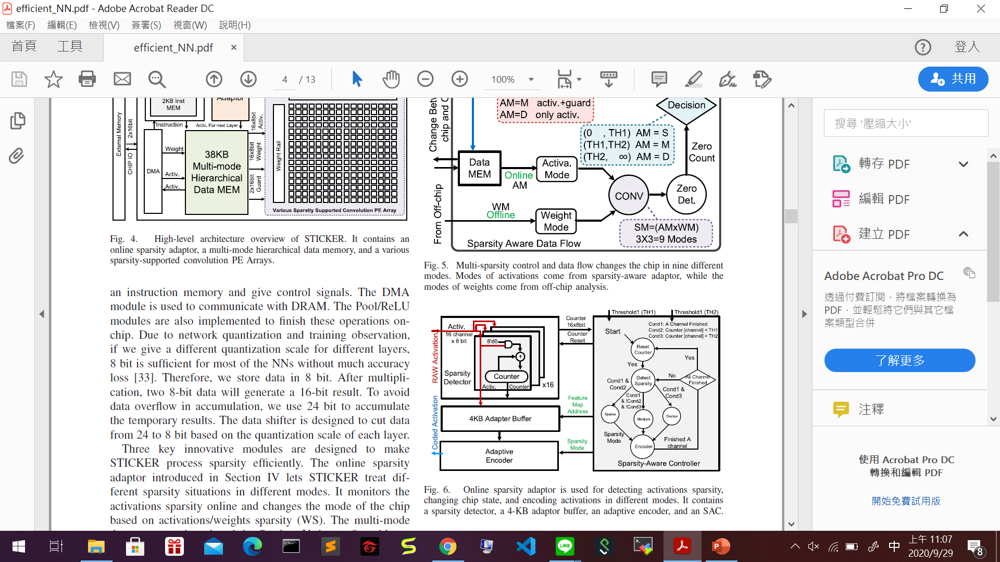 efficient_NN.pdf - Adobe Acrobat Reader DC
檔案(F) 編輯(E) 檢視(V) 簽署(S) 視窗(W) 說明(H)
首頁 工具 efficient_NN.pdf × 登入
4 / 13 100% 共用
2KB Inst
MEM
Adaptor
External Memory
2x16bit
CHIP IO
Instruction
Activ. For next Layer
16x8bit
Activ.
DMA
Weight
Activ.
Activ.
38KB
Multi-mode
Hierarchical
Data MEM
16x8bit
Weight
2x16bit
Guard
Weight Rail
Various Sparsity Supported Convolution PE Array
Fig. 4. High-level architecture overview of STICKER. It contains an
online sparsity adaptor, a multi-mode hierarchical data memory, and a various
sparsity-supported convolution PE Arrays.
an instruction memory and give control signals. The DMA
module is used to communicate with DRAM. The Pool/ReLU
modules are also implemented to finish these operations on-
chip. Due to network quantization and training observation,
if we give a different quantization scale for different layers,
8 bit is sufficient for most of the NNs without much accuracy
loss [33]. Therefore, we store data in 8 bit. After multipli-
cation, two 8-bit data will generate a 16-bit result. To avoid
data overflow in accumulation, we use 24 bit to accumulate
the temporary results. The data shifter is designed to cut data
from 24 to 8 bit based on the quantization scale of each layer.
Three key innovative modules are designed to make
STICKER process sparsity efficiently. The online sparsity
adaptor introduced in Section IV lets STICKER treat dif-
ferent sparsity situations in different modes. It monitors the
activations sparsity online and changes the mode of the chip
based on activations/weights sparsity (WS). The multi-mode
Change Bet
chip and
AM=M activ.+guard
AM=D only activ.
Decision
(0 , TH1) AM = S
(TH1,TH2) AM = M
(TH2, ∞) AM = D
Zero
Count
Data
MEM
Online
AM
Activa.
Mode
CONV
Zero
Det.
From Off-chip
WM
Offline
Weight
Mode
SM=(AMxWM)
3X3=9 Modes
Sparsity Aware Data Flow
Fig. 5. Multi-sparsity control and data flow changes the chip in nine different
modes. Modes of activations come from sparsity-aware adaptor, while the
modes of weights come from off-chip analysis.
Threshold1 (TH1) Threshold1 (TH2)
RAW Activation
Activ.
16 channel
x 8 bit
8'd0
Counter
Activ. Counter
x16
Sparsity
Detector
Counter
16x8bit
Counter
Reset
Start
Cond1: A Channel Finished
Cond2: Counter [channel] < TH1
Cond3: Counter [channel] > TH2
Reset
Counter
Yes
Yes
Detect
Sparsity
No
All Channel
Finished
Cond1 &
Cond2
Cond1
& !Cond2
& !Cond3
Cond1 &
Cond3
Sparse
Medium
Dense
Sparsity
Mode
Encoder
Finished A
channel
Sparsity-Aware Controller
Feature
Map
Address
4KB Adapter Buffer
Sparsity
Mode
Coded Activation
Adaptive
Encoder
Fig. 6. Online sparsity adaptor is used for detecting activations sparsity,
changing chip state, and encoding activations in different modes. It contains
a sparsity detector, a 4-KB adaptor buffer, an adaptive encoder, and an SAC.
搜尋 '壓縮大小'
轉存 PDF
編輯 PDF
建立 PDF
Adobe Acrobat Pro DC
透過付費訂閱，將檔案轉換為
PDF，並輕鬆將它們與其它檔
案類型合併
了解更多
注釋
使用 Acrobat Pro DC
轉換和編輯 PDF
開始免費試用版
LINE
中
上午 11:07
2020/9/29
8